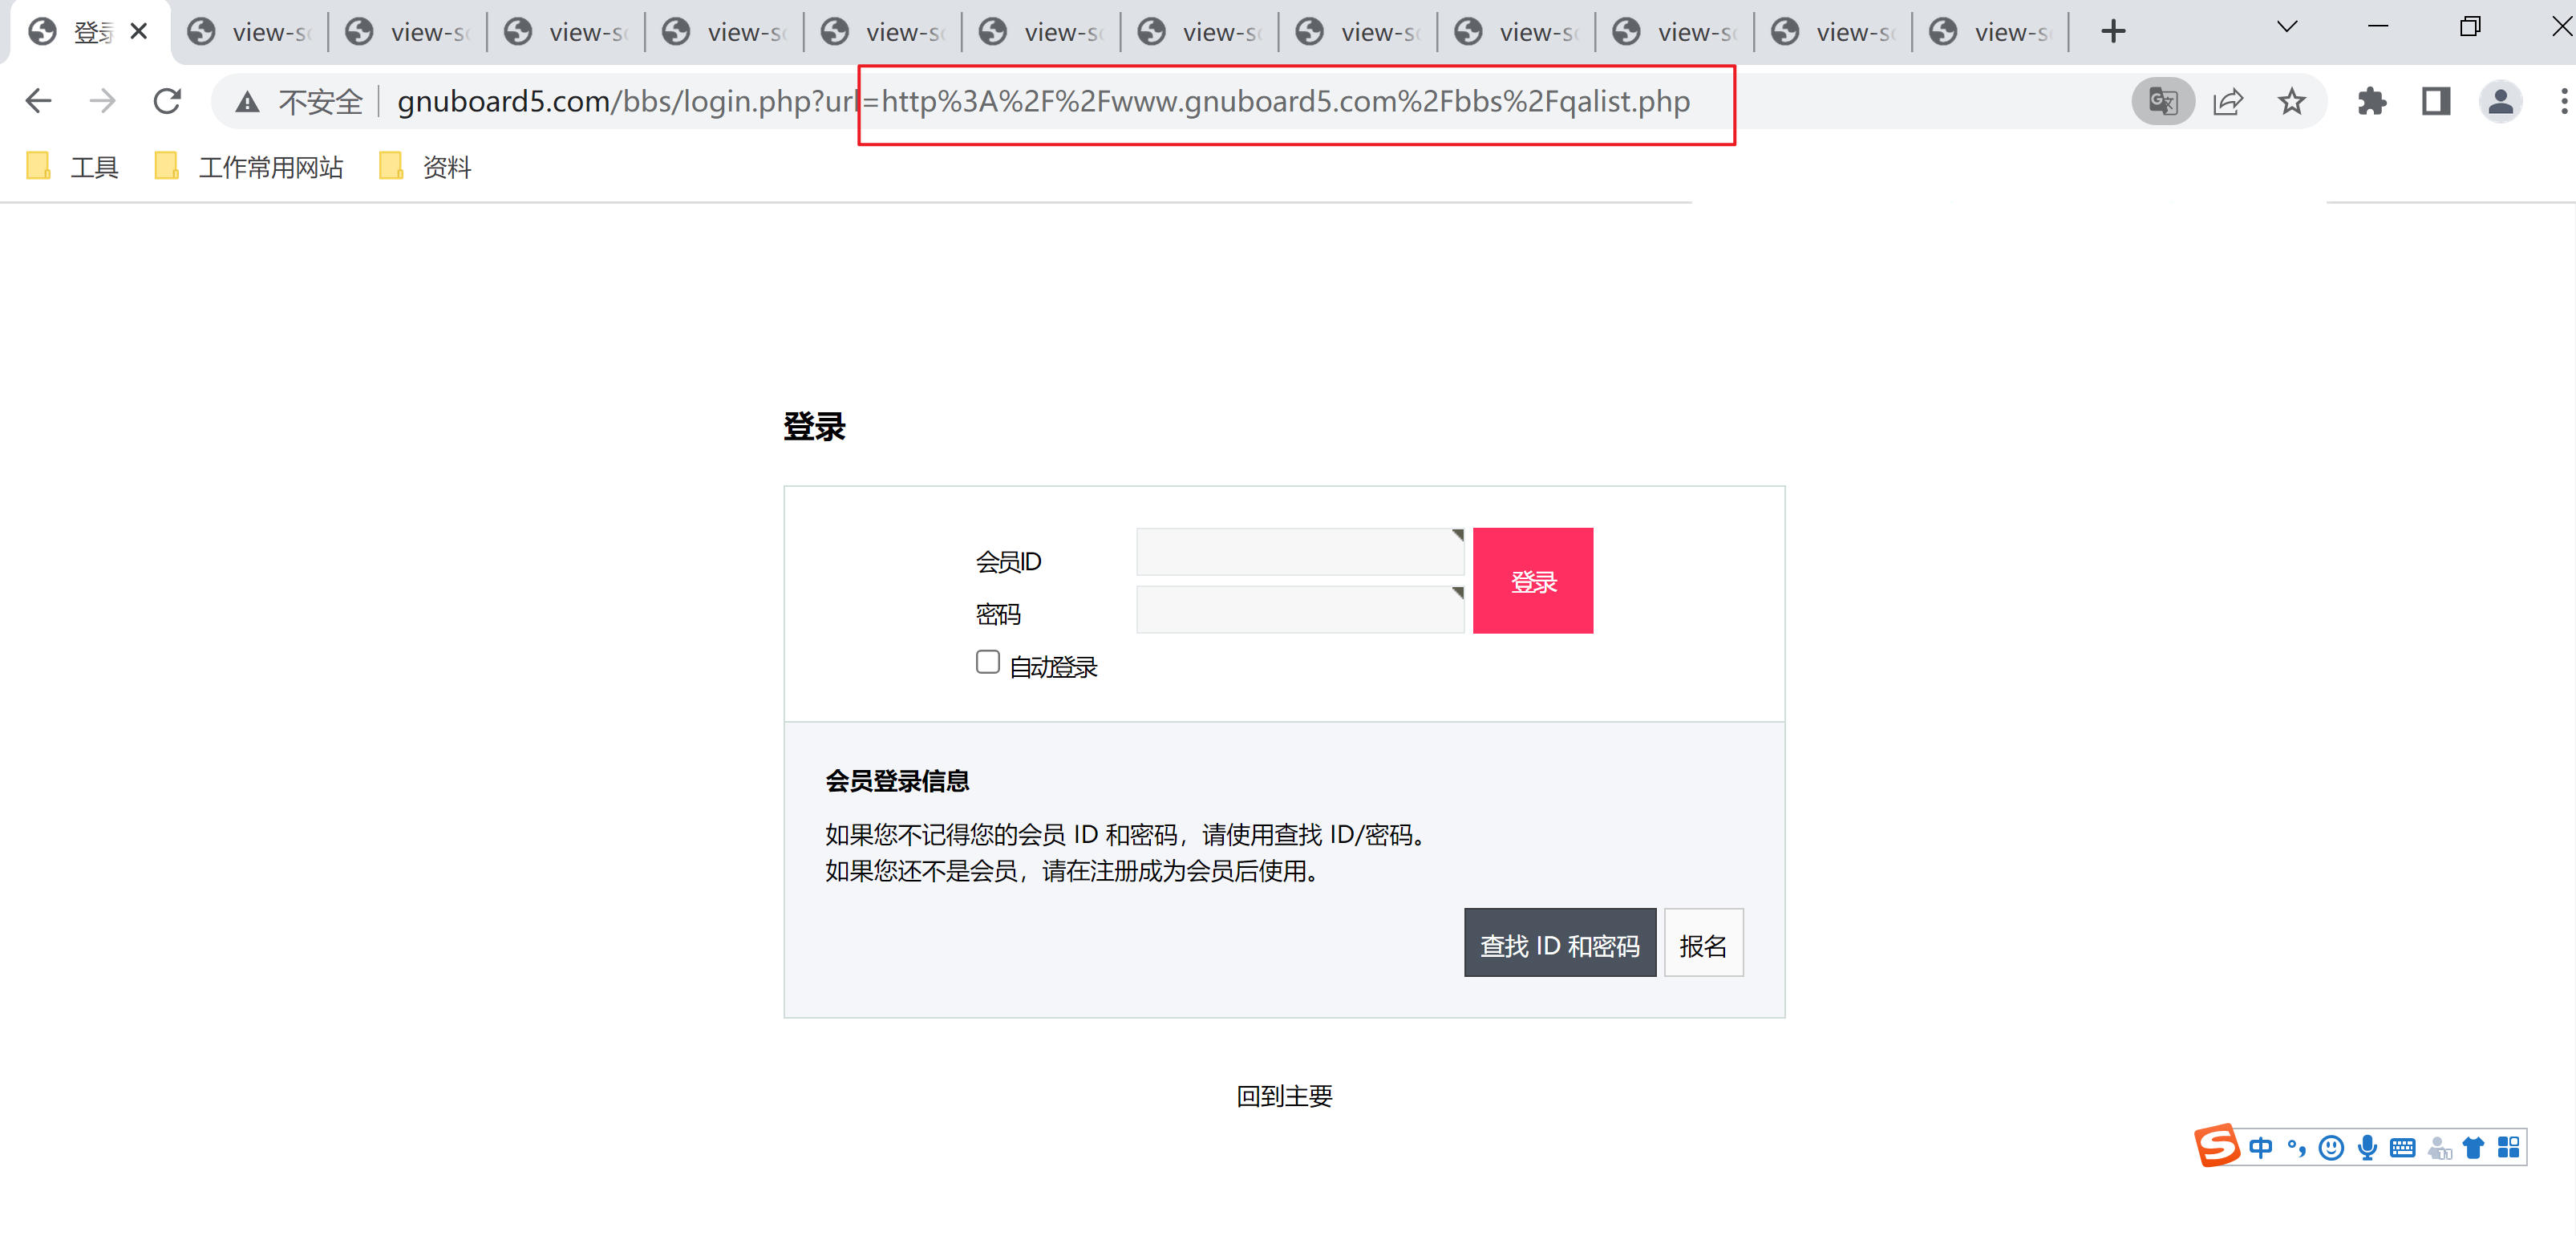 登录
view-s
view-s
view-s
view-s
view-s
view-s
view-s
view-s
view-s
view-s
view-s
view-s
不安全
gnuboard5.com/bbs/login.php?url=http%3A%2F%2Fwww.gnuboard5.com%2Fbbs%2Fqalist.php
工具 工作常用网站 资料
登录
会员ID
密码
登录
自动登录
会员登录信息
如果您不记得您的会员 ID 和密码，请使用查找 ID/密码。
如果您还不是会员，请在注册成为会员后使用。
查找 ID 和密码 报名
回到主要
中